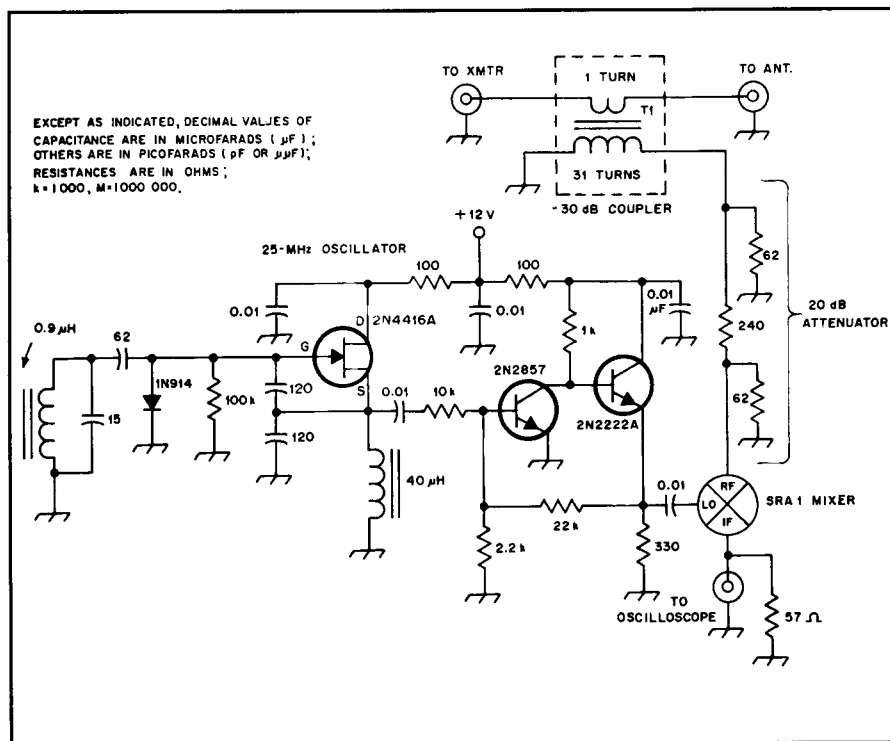 TO XMTR
1 TURN
TO ANT.
T1
EXCEPT AS INDICATED, DECIMAL VALUES OF
CAPACITANCE ARE IN MICROFARADS ( µF ) ;
OTHERS ARE IN PICOFARADS ( pF OR µµF);
RESISTANCES ARE IN OHMS ;
k=1000, M=1000 000.
31 TURNS
-30 dB COUPLER
+12 V
25-MHz OSCILLATOR
100
100
62
0.01
0.01
0.01
µF
20 dB
ATTENUATOR
240
D
2N4416A
1k
0.9 µH
62
G
2N2857
1N914
120
S
0.01
10k
2N2222A
62
100k
15
120
0.01
RF
LO
IF
SRA 1 MIXER
40 µH
22k
2.2k
330
TO
OSCILLOSCOPE
57 Ω